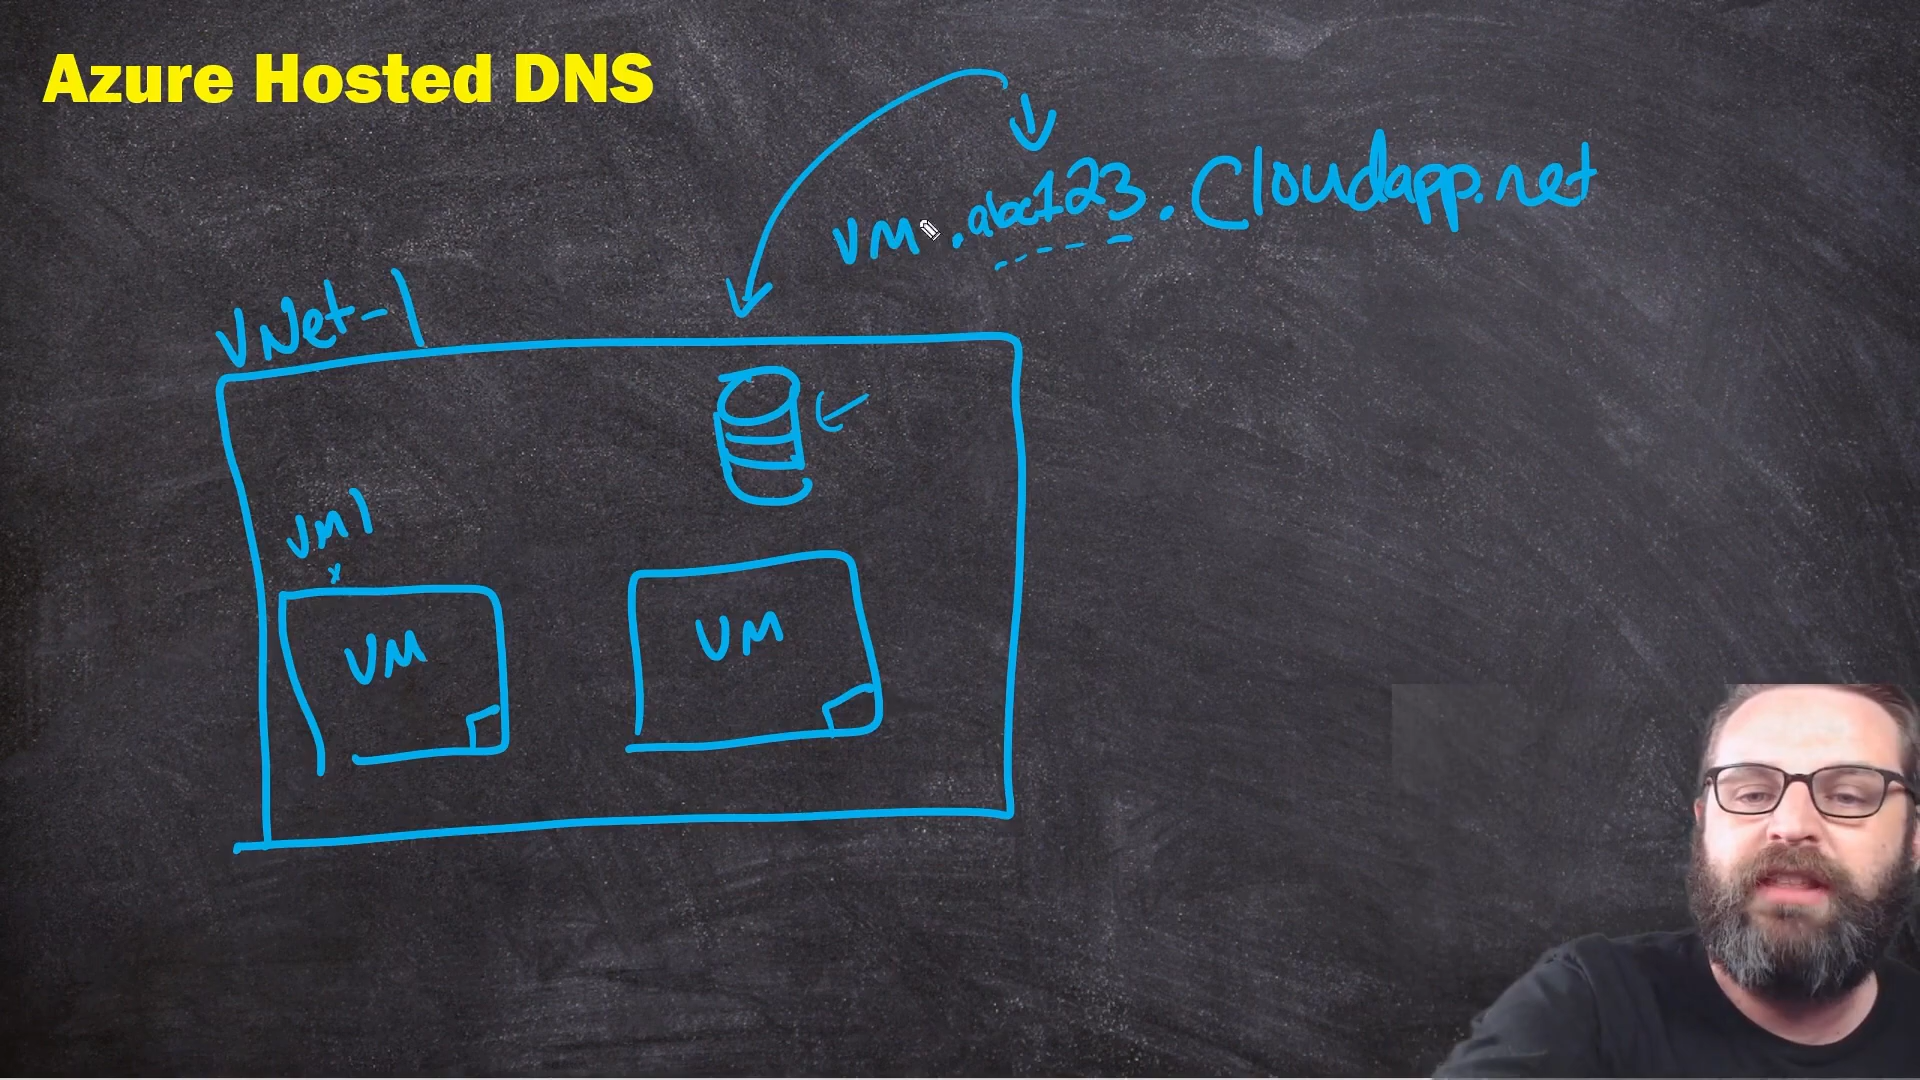 Azure Hosted DNS
VM .abc123.Cloudapp.net
VNet-1
VM1
VM
VM